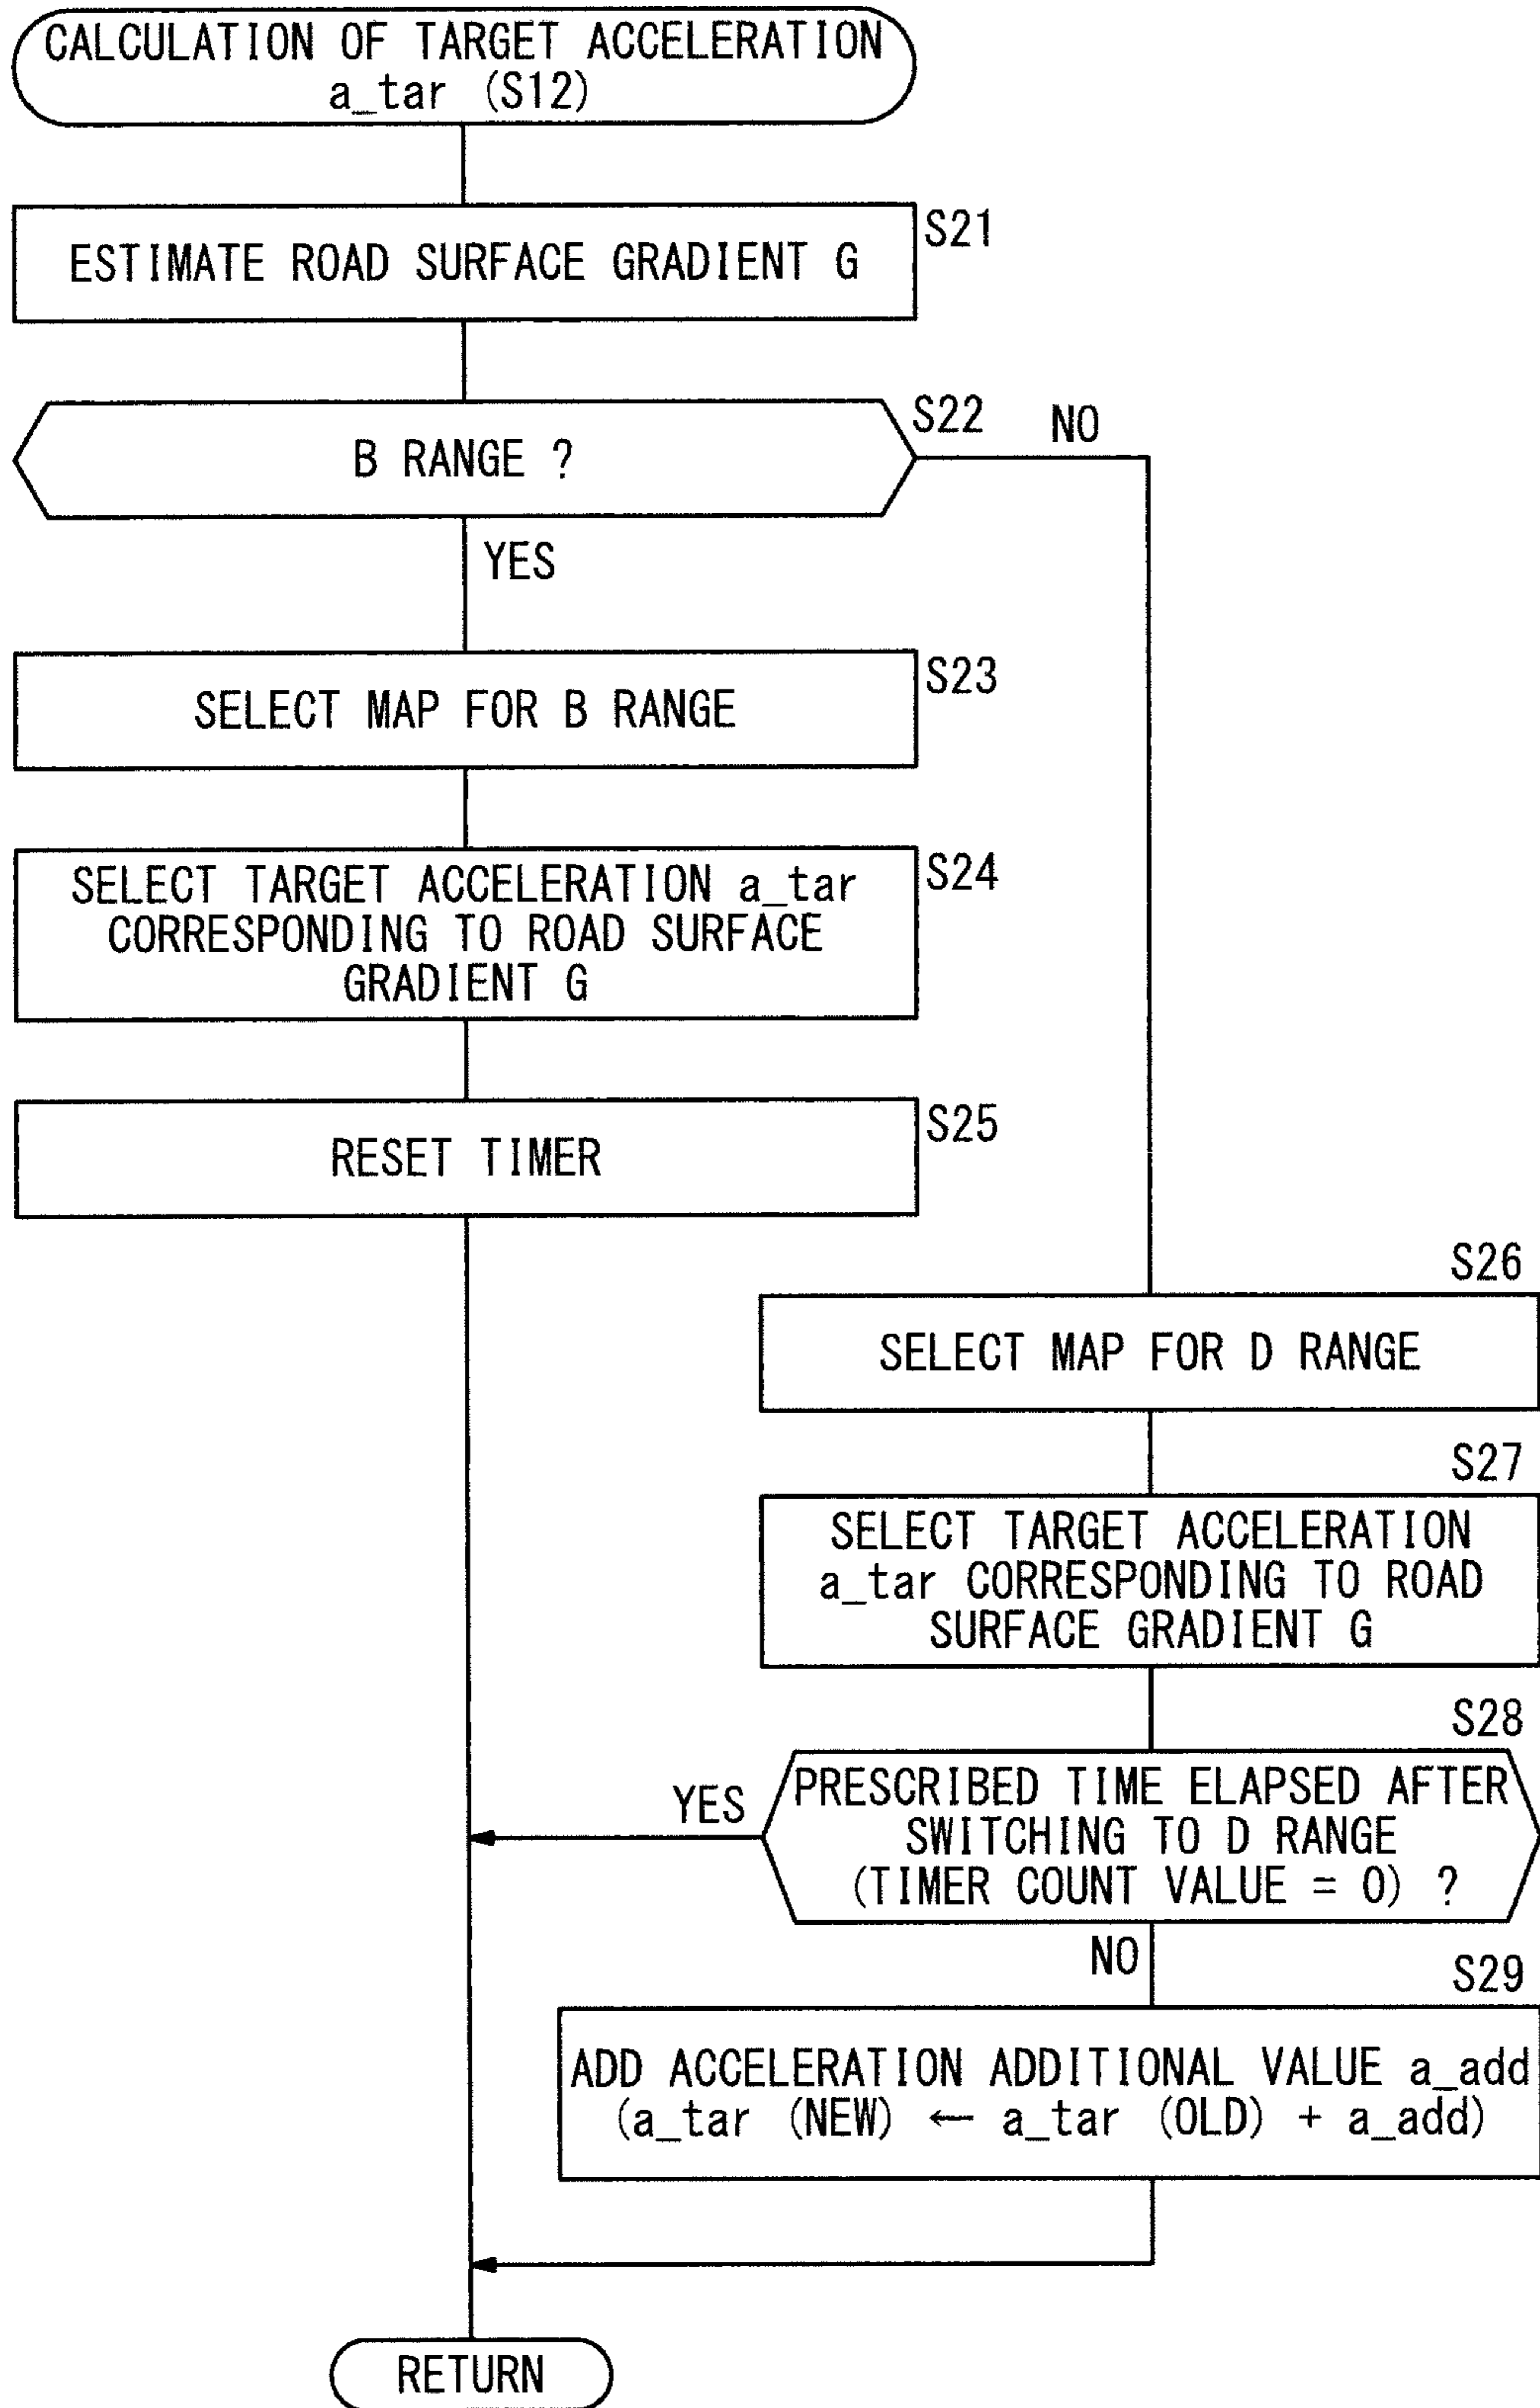 CALCULATION OF TARGET ACCELERATION
a_tar (S12)
ESTIMATE ROAD SURFACE GRADIENT G
S21
B RANGE ?
S22
NO
YES
SELECT MAP FOR B RANGE
S23
SELECT TARGET ACCELERATION a_tar
CORRESPONDING TO ROAD SURFACE
GRADIENT G
S24
RESET TIMER
S25
S26
SELECT MAP FOR D RANGE
S27
SELECT TARGET ACCELERATION
a_tar CORRESPONDING TO ROAD
SURFACE GRADIENT G
S28
YES
PRESCRIBED TIME ELAPSED AFTER
SWITCHING TO D RANGE
(TIMER COUNT VALUE = 0) ?
NO
S29
ADD ACCELERATION ADDITIONAL VALUE a_add
(a_tar (NEW) ← a_tar (OLD) + a_add)
RETURN